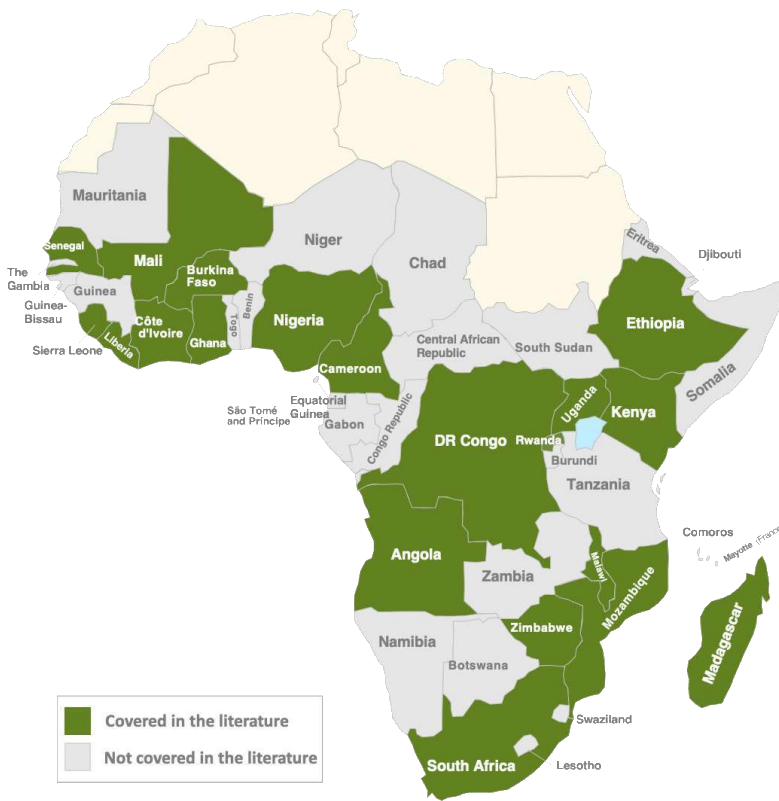 Mauritania
Senegal
Mali
Niger
Chad
Eritrea
Djibouti
The
Gambia
Guinea
Burkina
Faso
Guinea-
Bissau
Sierra Leone
Liberia
Côte
d'Ivoire
Ghana
Togo
Benin
Nigeria
Ethiopia
Cameroon
Central African
Republic
South Sudan
Somalia
São Tomé
and Príncipe
Equatorial
Guinea
Gabon
Congo Republic
DR Congo
Uganda
Kenya
Rwanda
Burundi
Tanzania
Comoros
Mayotte (France
Angola
Zambia
Malawi
Mozambique
Madagascar
Zimbabwe
Namibia
Botswana
Swaziland
South Africa
Lesotho
Covered in the literature
Not covered in the literature